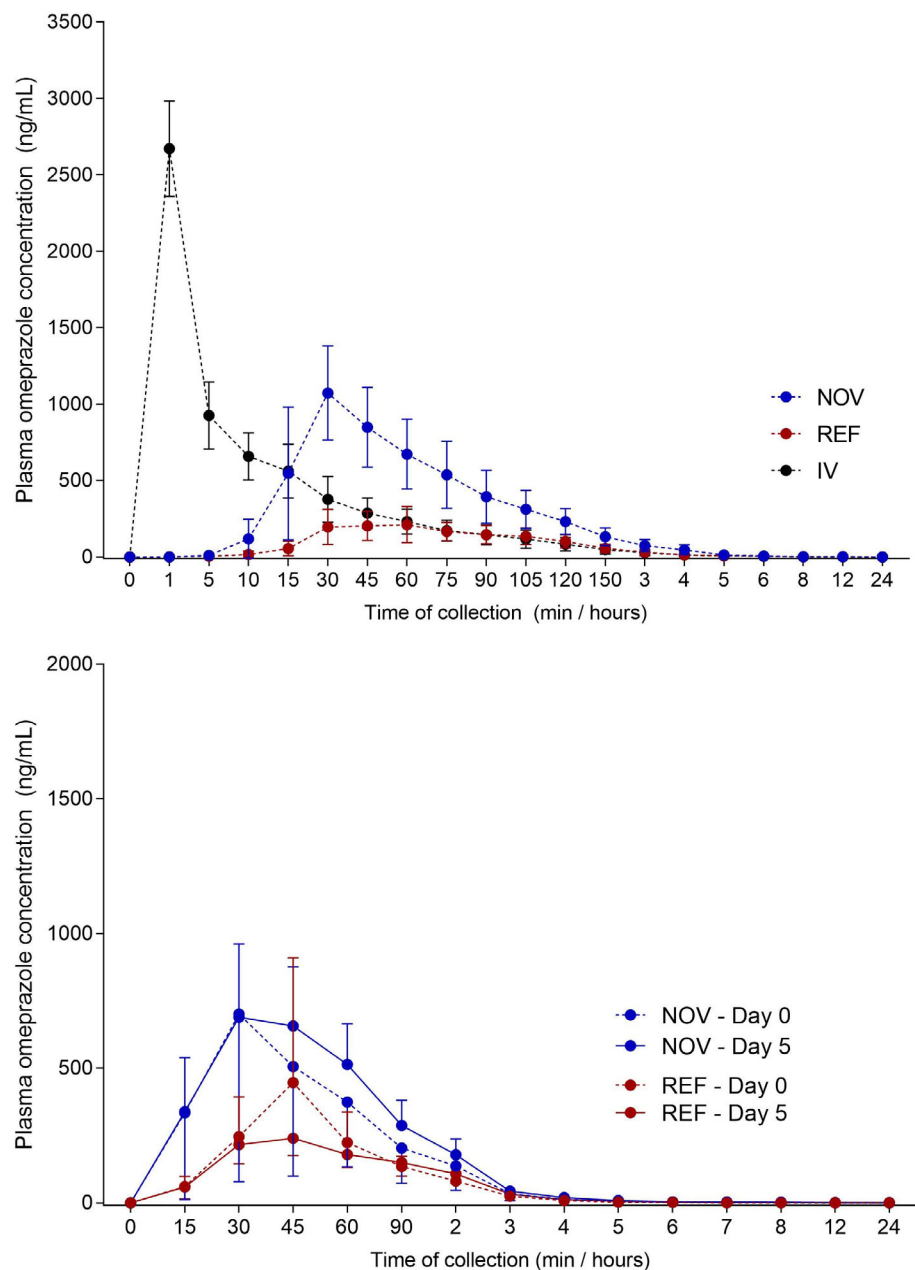 3500
3000
2500
2000
1500
1000
500
0
Plasma omeprazole concentration (ng/mL)
NOV
REF
IV
0 1 5 10 15 30 45 60 75 90 105 120 150 3 4 5 6 8 12 24
Time of collection (min / hours)
2000
1500
1000
500
0
Plasma omeprazole concentration (ng/mL)
NOV - Day 0
NOV - Day 5
REF - Day 0
REF - Day 5
0 15 30 45 60 90 2 3 4 5 6 7 8 12 24
Time of collection (min / hours)